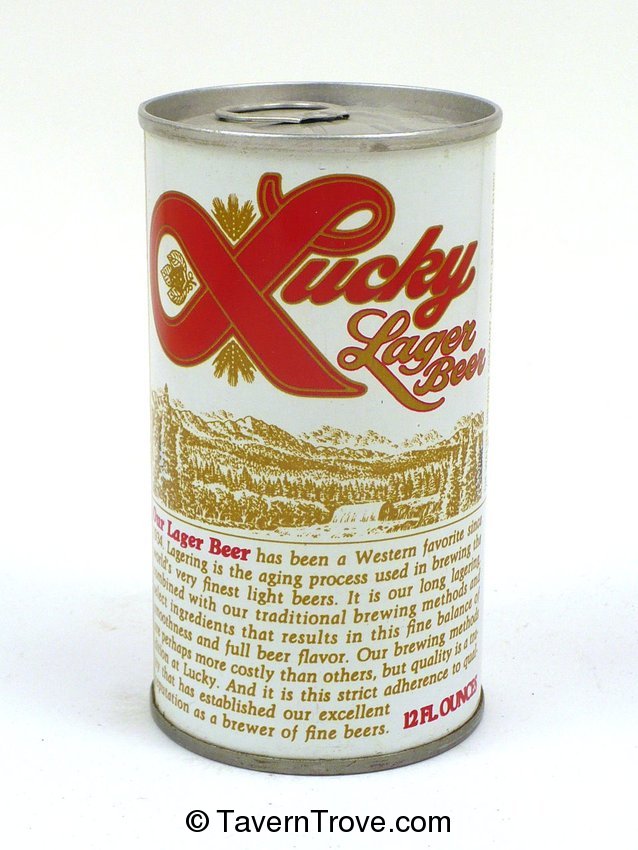 Lucky
Lager
Beer
Our Lager Beer has been a Western favorite since
1934. Lagering is the aging process used in brewing the
world's very finest light beers. It is our long lagering,
combined with our traditional brewing methods and
select ingredients that results in this fine balance of
smoothness and full beer flavor. Our brewing methods
are perhaps more costly than others, but quality is a
at Lucky. And it is this strict adherence to
that has established our excellent
reputation as a brewer of fine beers.
12 FL. OUNCES
© TavernTrove.com